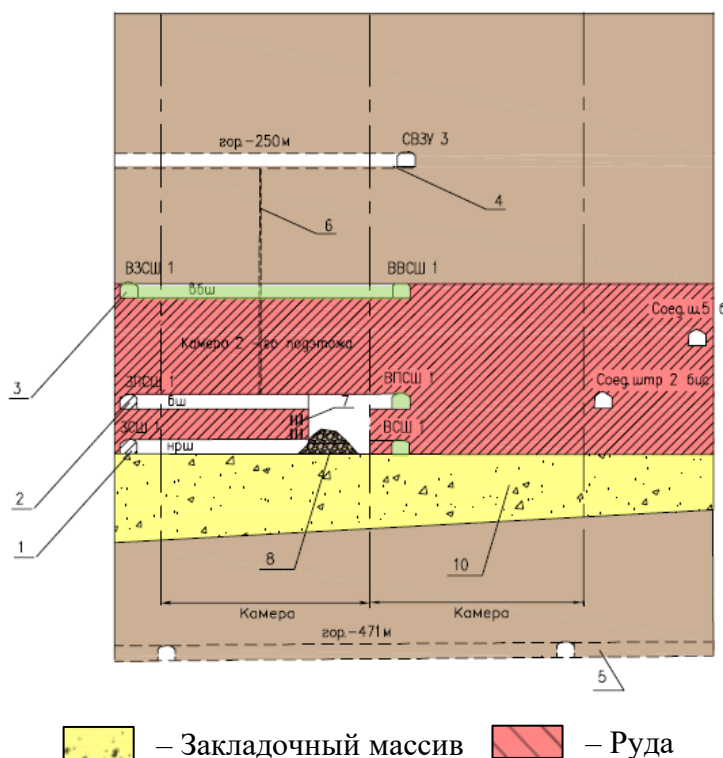 гор.-250м
СВЗУ 3
4
6
ВЗСШ 1
ВВСШ 1
вбш
Соед.ш.5 б
Камера 2-го подэтажа
3
ЗПСШ 1
ВПСШ 1
Соед.штр 2 бис
бш
7
ЗСШ 1
ВСШ 1
нрш
2
1
8
10
Камера
Камера
гор.-471м
5
– Закладочный массив
– Руда